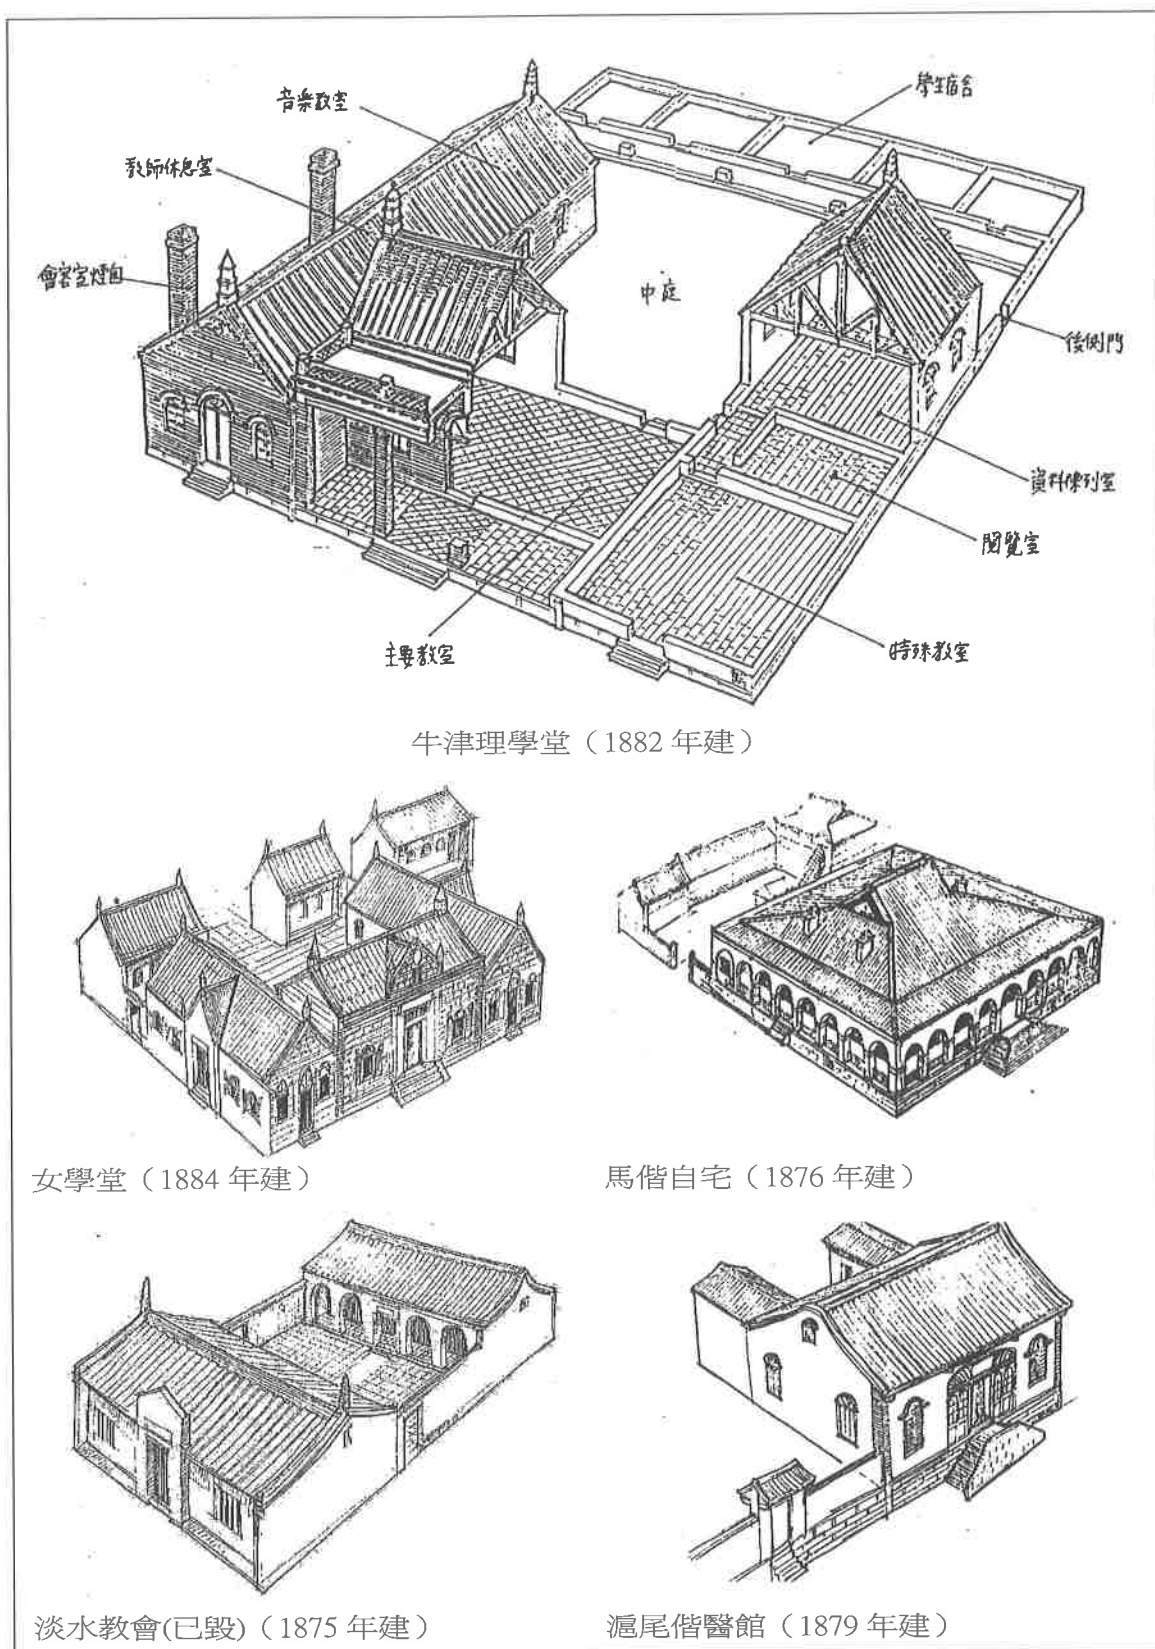 音樂教室
學生宿舍
教師休息室
會客室煙囪
中庭
後側門
資料陳列室
閱覽室
主要教室
特殊教室
牛津理學堂（1882 年建）
女學堂（1884 年建）
馬偕自宅（1876 年建）
淡水教會(已毀)（1875 年建）
滬尾偕醫館（1879 年建）